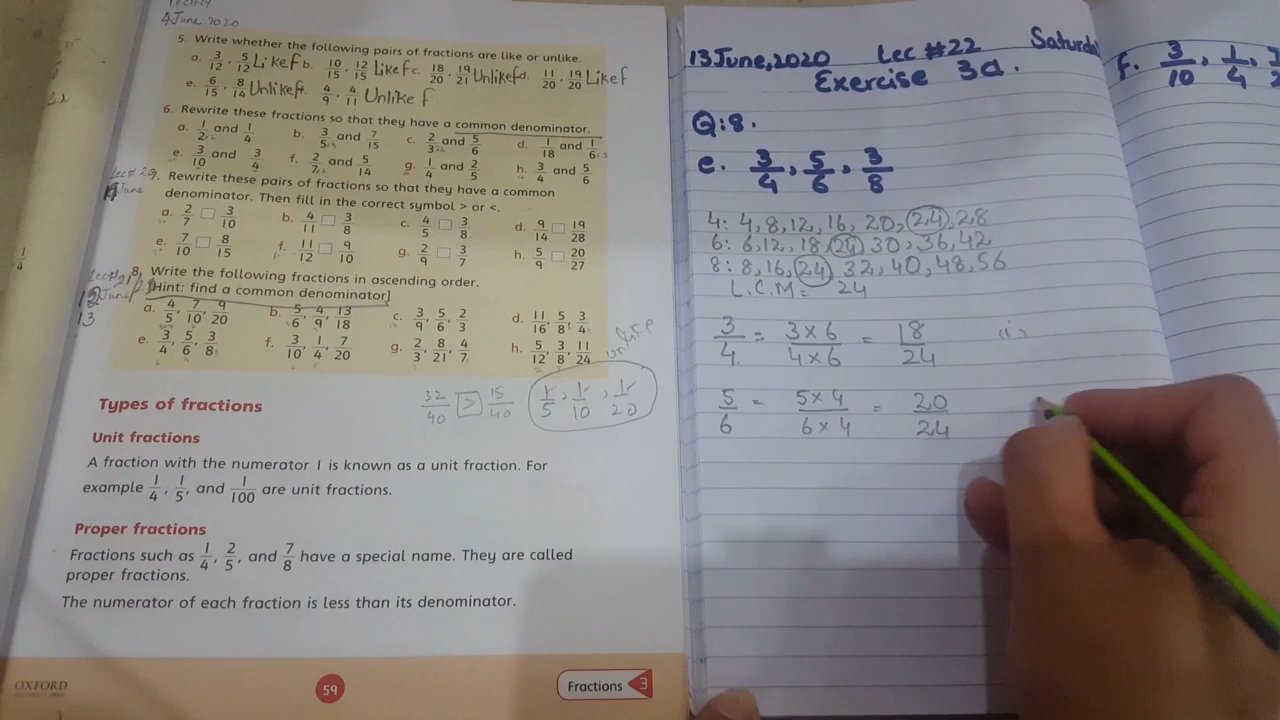 4 June, 2020
5. Write whether the following pairs of fractions are like or unlike.
a. 3/12, 5/12 Like F b. 10/15, 12/15 Like F c. 18/20, 19/21 Unlike F d. 11/20, 19/20 Like F
e. 6/15, 8/14 Unlike F f. 4/9, 4/11 Unlike F
6. Rewrite these fractions so that they have a common denominator.
a. 1/2 and 1/4 b. 3/5 and 7/15 c. 2/3 and 5/6 d. 1/18 and 1/6
e. 3/10 and 3/4 f. 2/7 and 5/14 g. 1/4 and 2/5 h. 3/4 and 5/6
7. Rewrite these pairs of fractions so that they have a common
denominator. Then fill in the correct symbol > or <.
a. 2/7 □ 3/10 b. 4/11 □ 3/8 c. 4/5 □ 3/8 d. 9/14 □ 19/28
e. 7/10 □ 8/15 f. 11/12 □ 9/10 g. 2/9 □ 3/7 h. 5/9 □ 20/27
8. Write the following fractions in ascending order.
[Hint: find a common denominator]
12 June
13
a. 4/5, 7/10, 9/20 b. 5/6, 4/9, 13/18 c. 3/9, 5/6, 2/3 d. 11/16, 5/8, 3/4
e. 3/4, 5/6, 3/8 f. 3/10, 1/4, 7/20 g. 2/3, 8/21, 4/7 h. 5/12, 3/8, 11/24
unlike
32/40 > 15/40 1/5, 1/10, 1/20
Types of fractions
Unit fractions
A fraction with the numerator 1 is known as a unit fraction. For
example 1/4, 1/5, and 1/100 are unit fractions.
Proper fractions
Fractions such as 1/4, 2/5, and 7/8 have a special name. They are called
proper fractions.
The numerator of each fraction is less than its denominator.
OXFORD
59
Fractions 3
13 June, 2020 Lec #22
Exercise 3a.
Q:8.
e. 3/4, 5/6, 3/8
4: 4, 8, 12, 16, 20, 24, 28
6: 6, 12, 18, 24, 30, 36, 42
8: 8, 16, 24, 32, 40, 48, 56
L.C.M = 24
3/4 = 3×6/4×6 = 18/24 (i)
5/6 = 5×4/6×4 = 20/24
f. 3/10, 1/4,